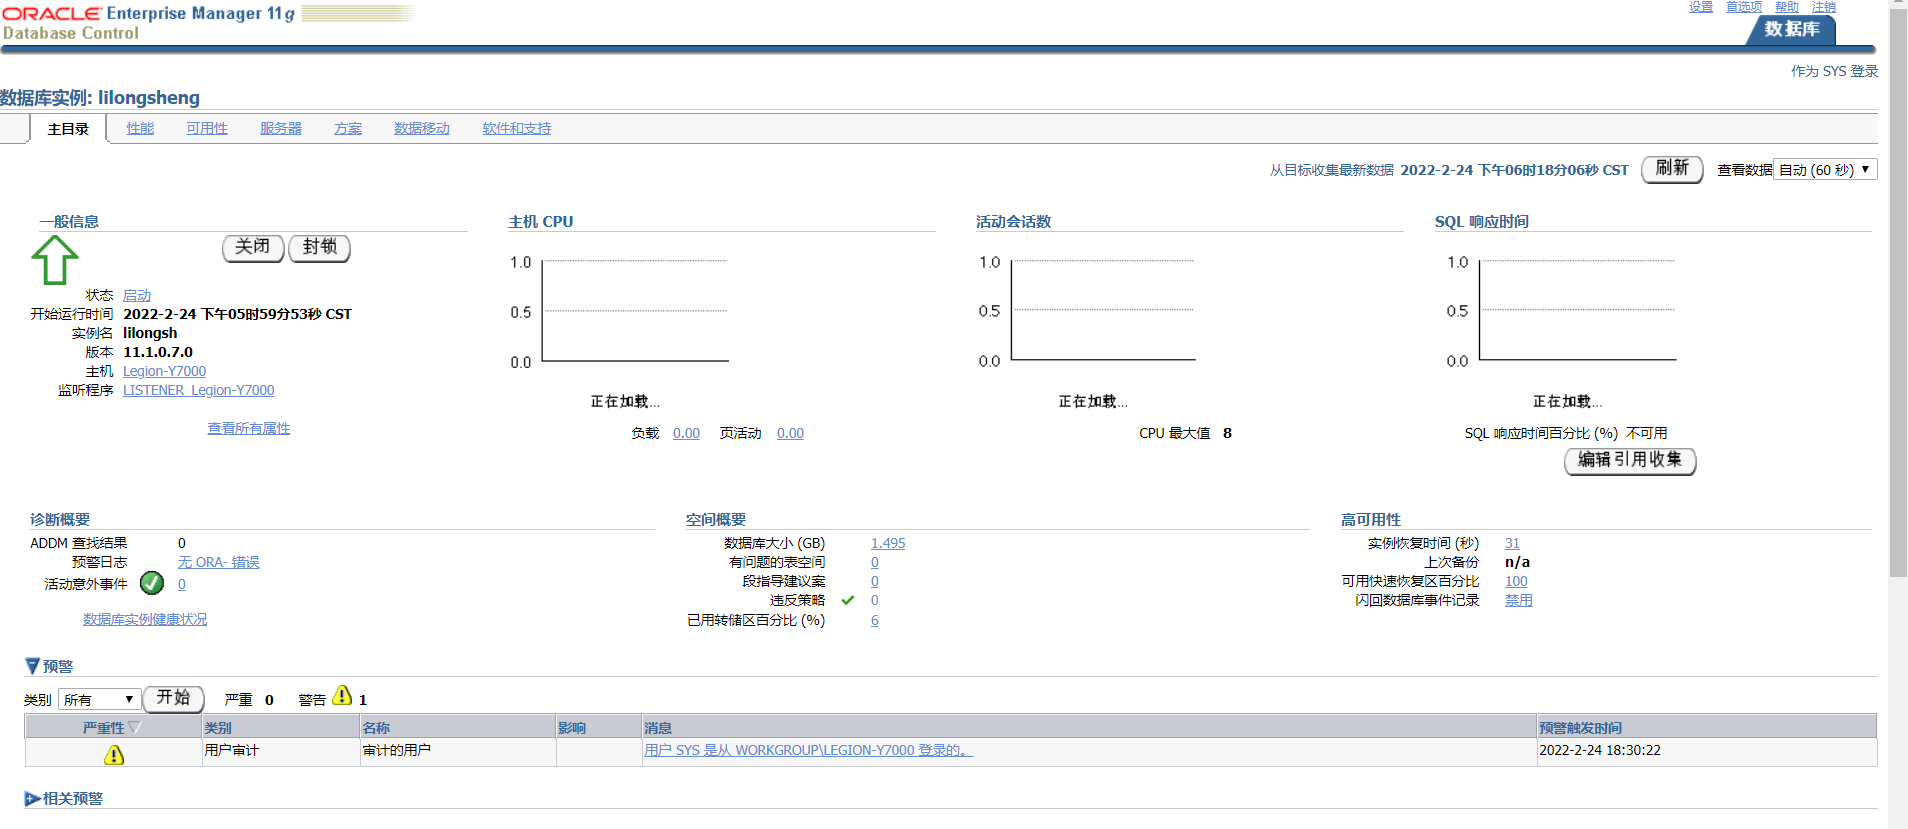 ORACLE Enterprise Manager 11g
Database Control
设置 首选项 帮助 注销
数据库
作为 SYS 登录
数据库实例: lilongsheng
主目录 性能 可用性 服务器 方案 数据移动 软件和支持
从目标收集最新数据 2022-2-24 下午06时18分06秒 CST 刷新 查看数据 自动 (60 秒)
一般信息
关闭 封锁
状态 启动
开始运行时间 2022-2-24 下午05时59分53秒 CST
实例名 lilongsh
版本 11.1.0.7.0
主机 Legion-Y7000
监听程序 LISTENER_Legion-Y7000
查看所有属性
主机 CPU
1.0
0.5
0.0
正在加载...
负载 0.00 页活动 0.00
活动会话数
1.0
0.5
0.0
正在加载...
CPU 最大值 8
SQL 响应时间
1.0
0.5
0.0
正在加载...
SQL 响应时间百分比 (%) 不可用
编辑引用收集
诊断概要
ADDM 查找结果 0
预警日志 无 ORA- 错误
活动意外事件 0
数据库实例健康状况
空间概要
数据库大小 (GB) 1.495
有问题的表空间 0
段指导建议案 0
违反策略 0
已用转储区百分比 (%) 6
高可用性
实例恢复时间 (秒) 31
上次备份 n/a
可用快速恢复区百分比 100
闪回数据库事件记录 禁用
预警
类别 所有 开始 严重 0 警告 1
严重性 类别 名称 影响 消息 预警触发时间
用户审计 审计的用户 用户 SYS 是从 WORKGROUP\LEGION-Y7000 登录的。 2022-2-24 18:30:22
相关预警